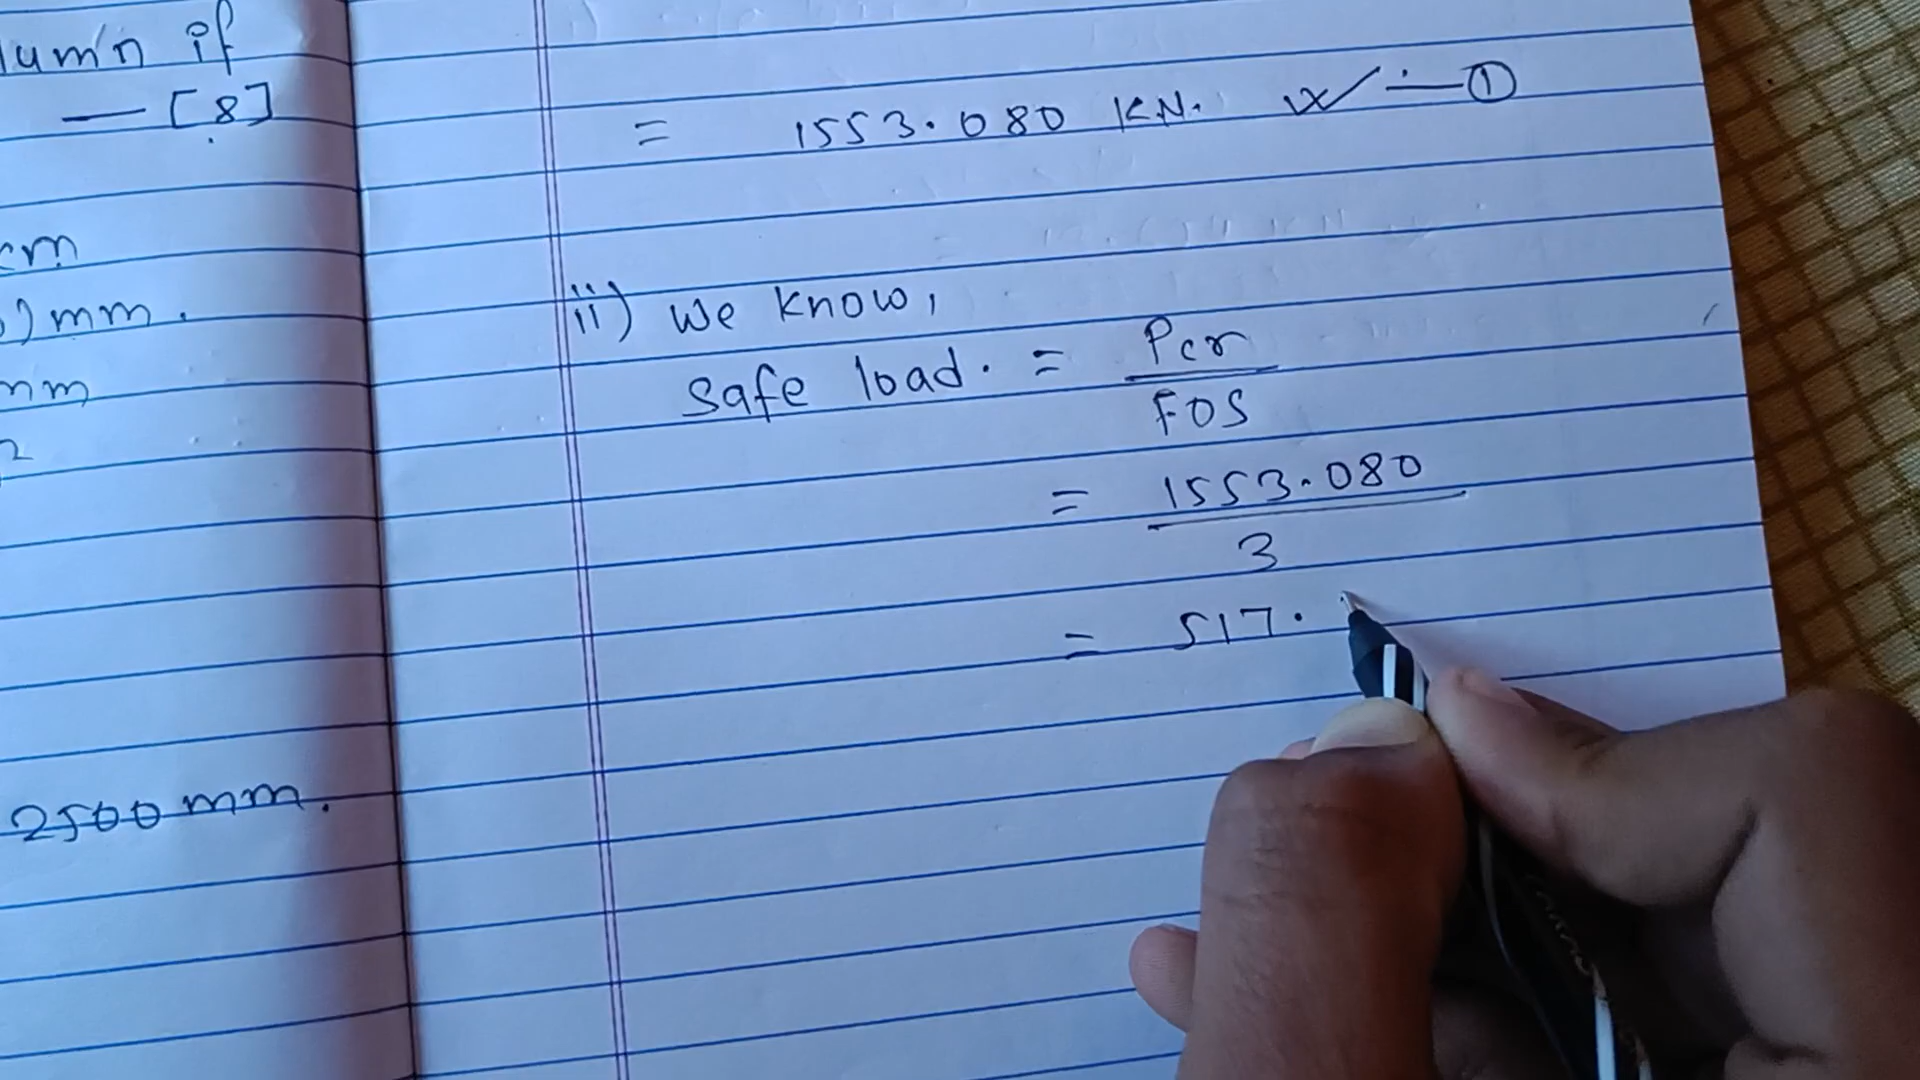 if
— [8]
cm
) mm.
mm
2
2500 mm.
= 1553.080 KN. — ①
ii) We know,
Safe load. = Pcr
FOS
= 1553.080
3
= 517.